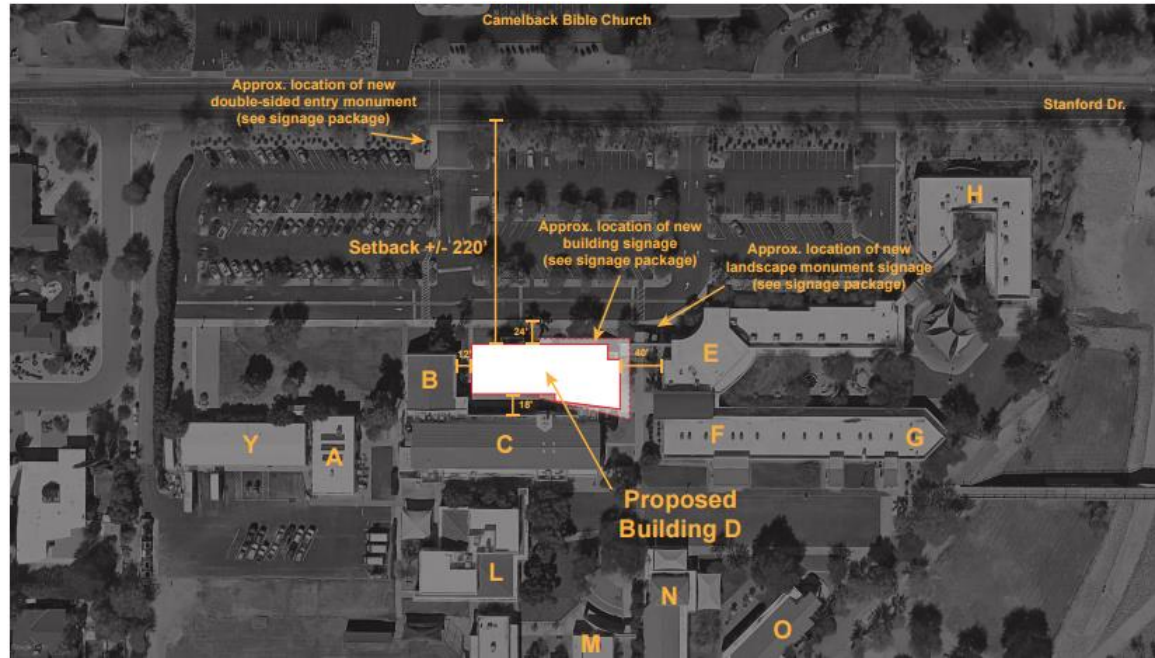 Camelback Bible Church
Approx. location of new
double-sided entry monument
(see signage package)
Stanford Dr.
H
Setback +/- 220'
Approx. location of new
building signage
(see signage package)
Approx. location of new
landscape monument signage
(see signage package)
24'
12'
40'
B
E
18'
Y
A
C
F
G
Proposed
Building D
L
N
M
O